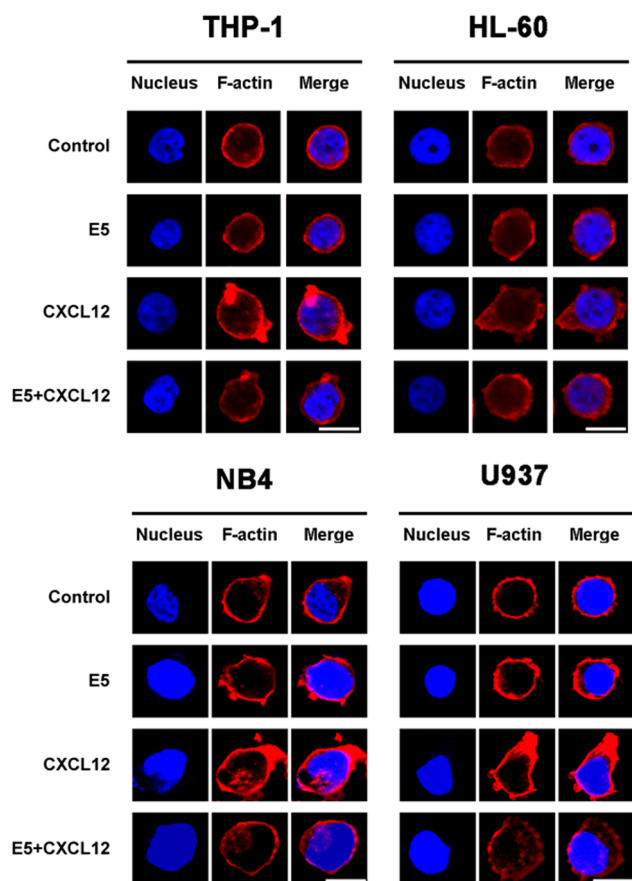 THP-1 HL-60
Nucleus F-actin Merge Nucleus F-actin Merge
Control
E5
CXCL12
E5+CXCL12
NB4 U937
Nucleus F-actin Merge Nucleus F-actin Merge
Control
E5
CXCL12
E5+CXCL12